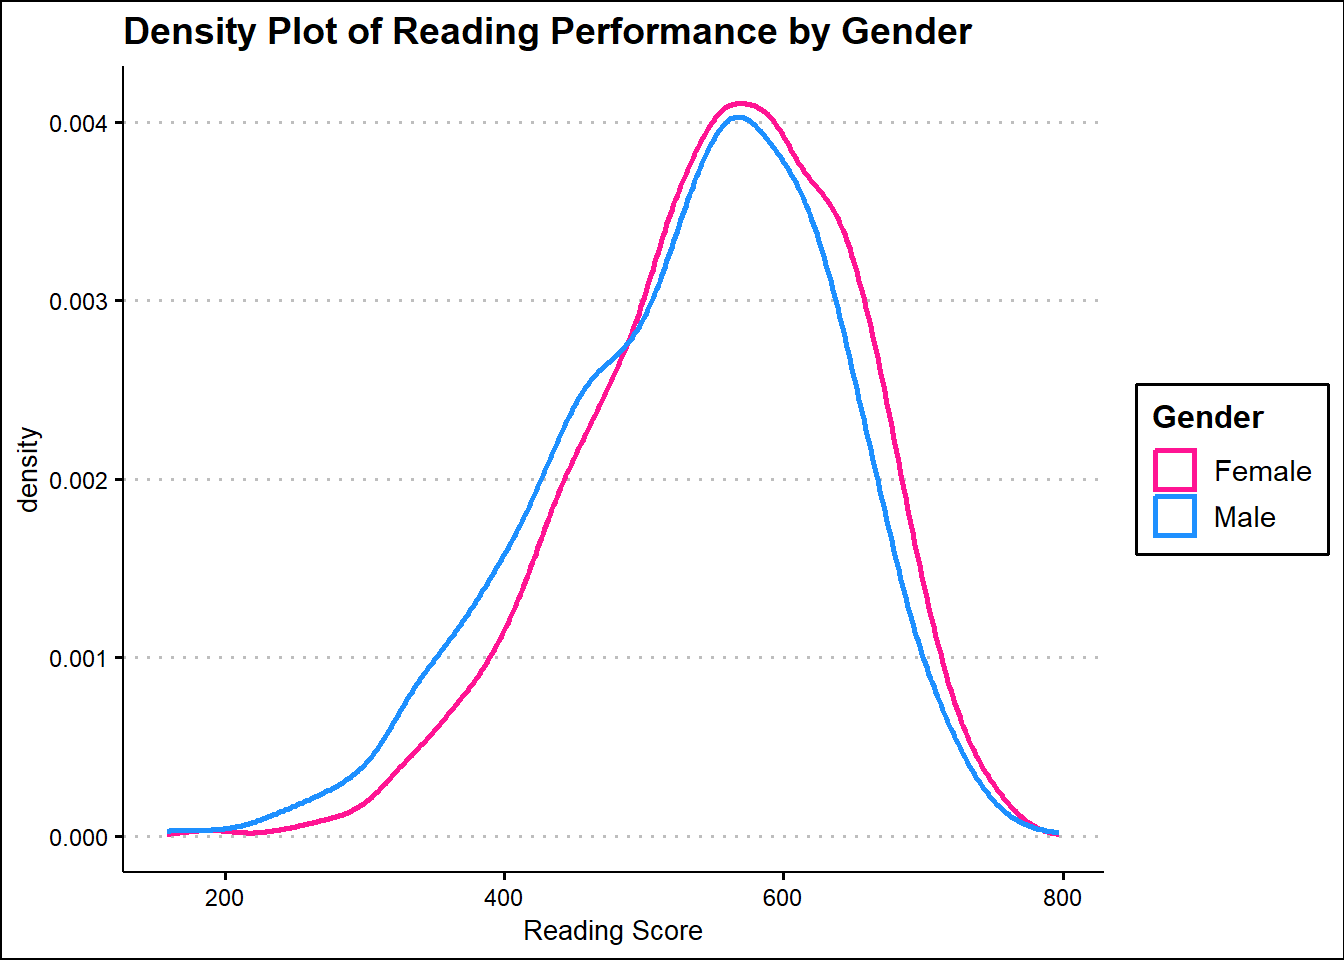 Density Plot of Reading Performance by Gender
0.004
0.003
0.002
0.001
0.000
density
200 400 600 800
Reading Score
Gender
Female
Male